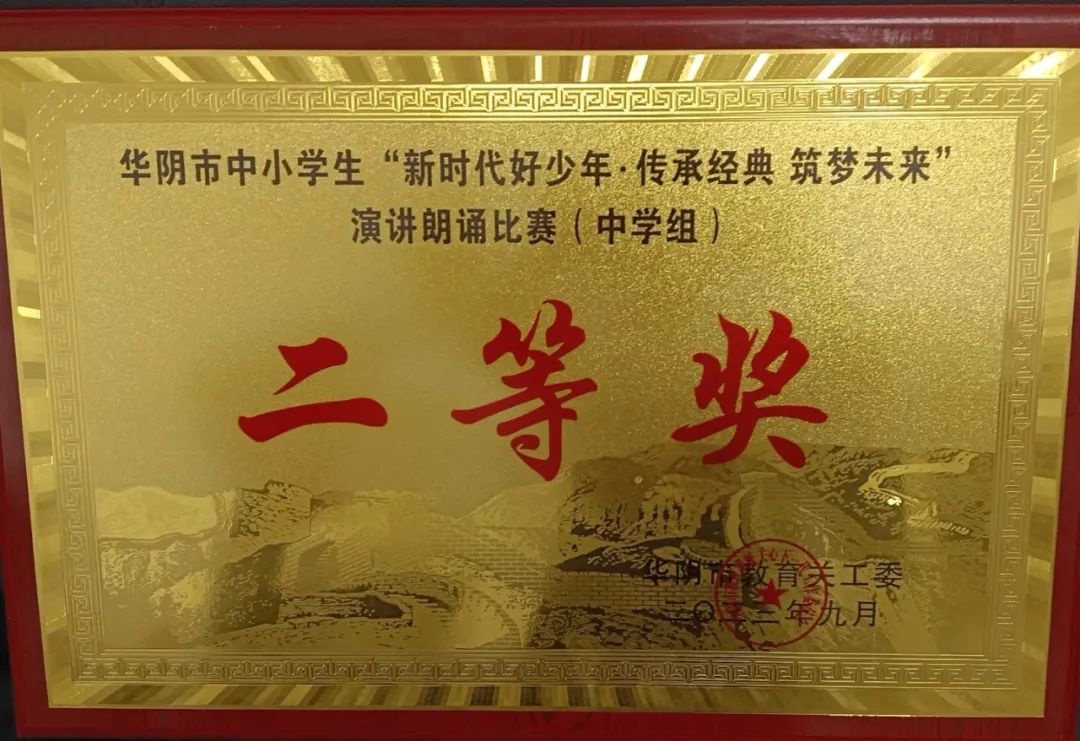 华阴市中小学生“新时代好少年·传承经典 筑梦未来”
演讲朗诵比赛（中学组）
二等奖
华阴市教育关工委
二〇二三年九月